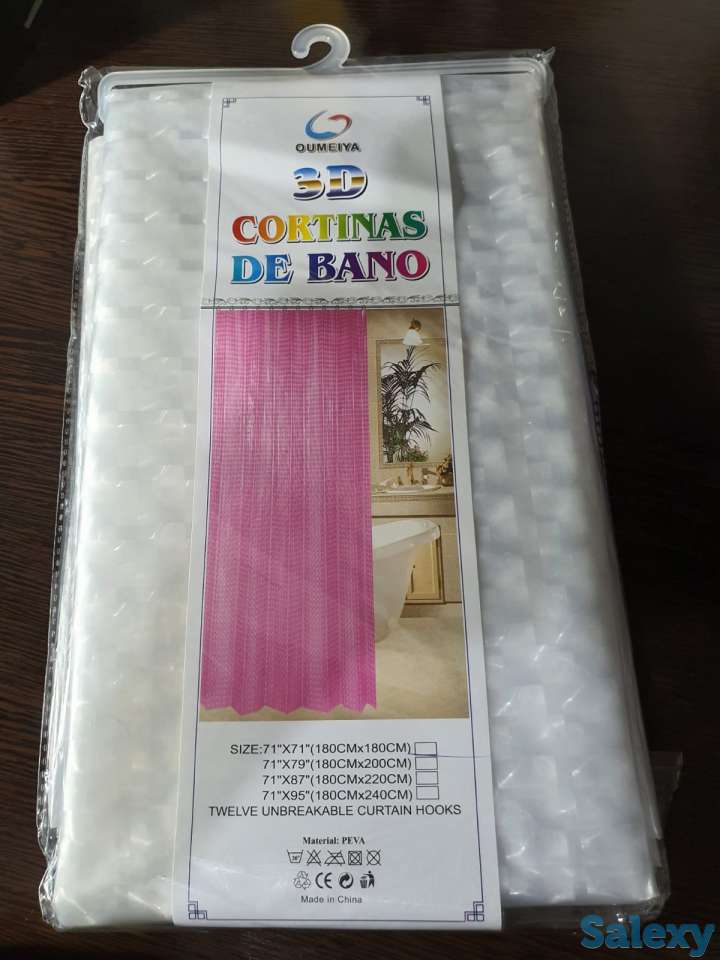 OUMEIYA
3D
CORTINAS
DE BANO
SIZE:71"X71"(180CMx180CM)
71"X79"(180CMx200CM)
71"X87"(180CMx220CM)
71"X95"(180CMx240CM)
TWELVE UNBREAKABLE CURTAIN HOOKS
Material: PEVA
CE
Made in China
Salexy